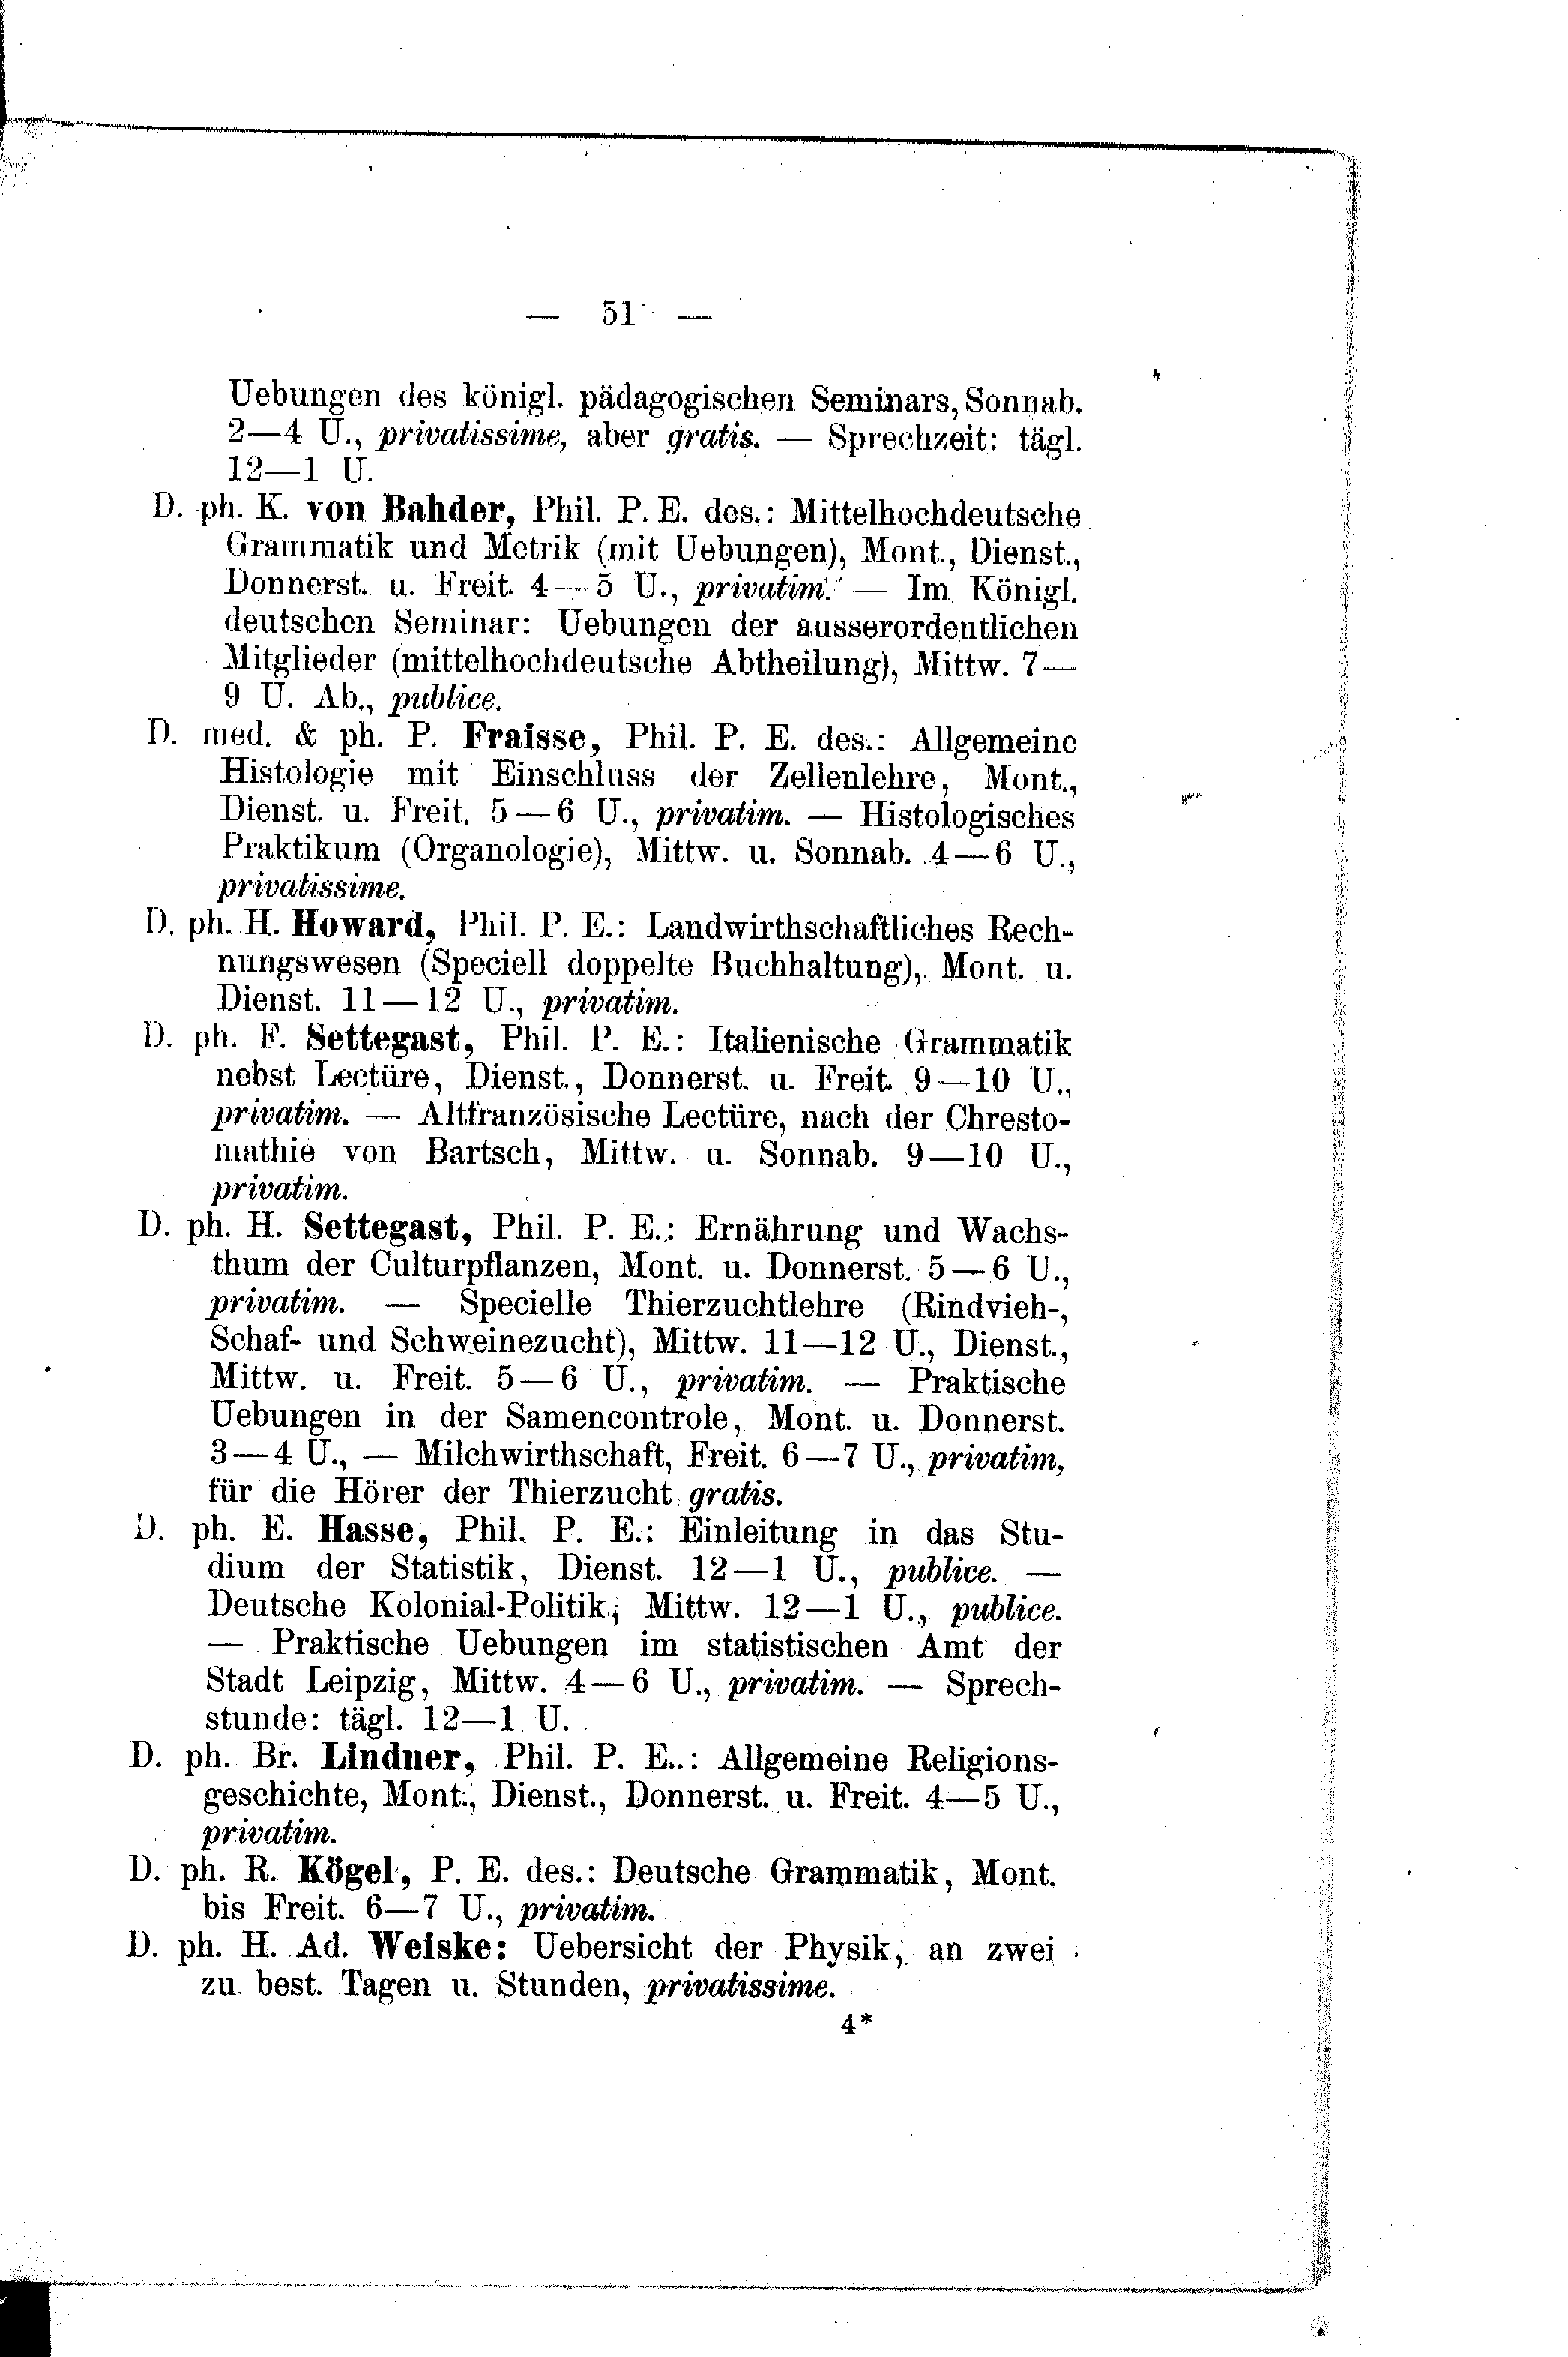 — 51 —
Uebungen des königl. pädagogischen Seminars, Sonnab.
2—4 U., privatissime, aber gratis. — Sprechzeit: tägl.
12—1 U.
D. ph. K. von Bahder, Phil. P. E. des.: Mittelhochdeutsche
Grammatik und Metrik (mit Uebungen), Mont., Dienst.,
Donnerst. u. Freit. 4—5 U., privatim. — Im Königl.
deutschen Seminar: Uebungen der ausserordentlichen
Mitglieder (mittelhochdeutsche Abtheilung), Mittw. 7—
9 U. Ab., publice.
D. med. & ph. P. Fraisse, Phil. P. E. des.: Allgemeine
Histologie mit Einschluss der Zellenlehre, Mont.,
Dienst. u. Freit. 5—6 U., privatim. — Histologisches
Praktikum (Organologie), Mittw. u. Sonnab. 4—6 U.,
privatissime.
D. ph. H. Howard, Phil. P. E.: Landwirthschaftliches Rech-
nungswesen (Speciell doppelte Buchhaltung), Mont. u.
Dienst. 11—12 U., privatim.
D. ph. F. Settegast, Phil. P. E.: Italienische Grammatik
nebst Lectüre, Dienst., Donnerst. u. Freit. 9—10 U.,
privatim. — Altfranzösische Lectüre, nach der Chresto-
mathie von Bartsch, Mittw. u. Sonnab. 9—10 U.,
privatim.
D. ph. H. Settegast, Phil. P. E.: Ernährung und Wachs-
thum der Culturpflanzen, Mont. u. Donnerst. 5—6 U.,
privatim. — Specielle Thierzuchtlehre (Rindvieh-,
Schaf- und Schweinezucht), Mittw. 11—12 U., Dienst.,
Mittw. u. Freit. 5—6 U., privatim. — Praktische
Uebungen in der Samencontrole, Mont. u. Donnerst.
3—4 U., — Milchwirthschaft, Freit. 6—7 U., privatim,
für die Hörer der Thierzucht gratis.
D. ph. E. Hasse, Phil. P. E.: Einleitung in das Stu-
dium der Statistik, Dienst. 12—1 U., publice. —
Deutsche Kolonial-Politik, Mittw. 12—1 U., publice.
— Praktische Uebungen im statistischen Amt der
Stadt Leipzig, Mittw. 4—6 U., privatim. — Sprech-
stunde: tägl. 12—1 U.
D. ph. Br. Lindner, Phil. P. E.: Allgemeine Religions-
geschichte, Mont., Dienst., Donnerst. u. Freit. 4—5 U.,
privatim.
D. ph. R. Kögel, P. E. des.: Deutsche Grammatik, Mont.
bis Freit. 6—7 U., privatim.
D. ph. H. Ad. Weiske: Uebersicht der Physik, an zwei
zu best. Tagen u. Stunden, privatissime.
4*